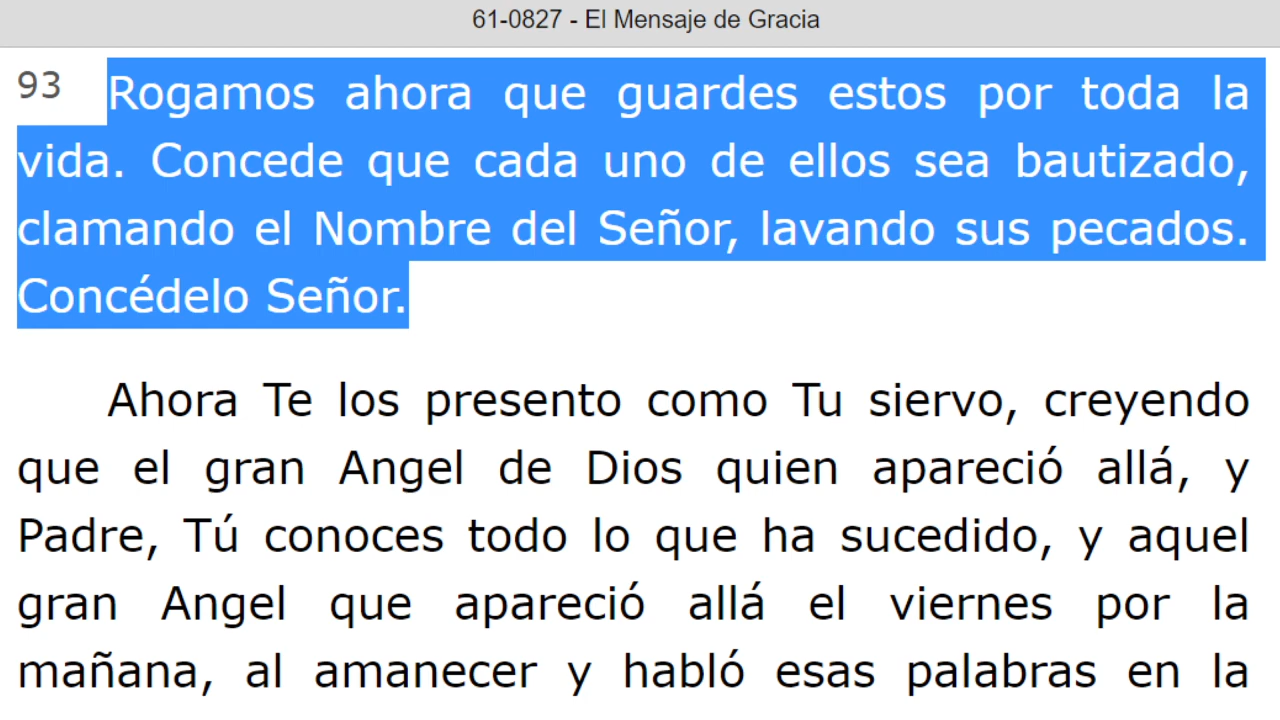 61-0827 - El Mensaje de Gracia
93 Rogamos ahora que guardes estos por toda la
vida. Concede que cada uno de ellos sea bautizado,
clamando el Nombre del Señor, lavando sus pecados.
Concédelo Señor.
Ahora Te los presento como Tu siervo, creyendo
que el gran Angel de Dios quien apareció allá, y
Padre, Tú conoces todo lo que ha sucedido, y aquel
gran Angel que apareció allá el viernes por la
mañana, al amanecer y habló esas palabras en la